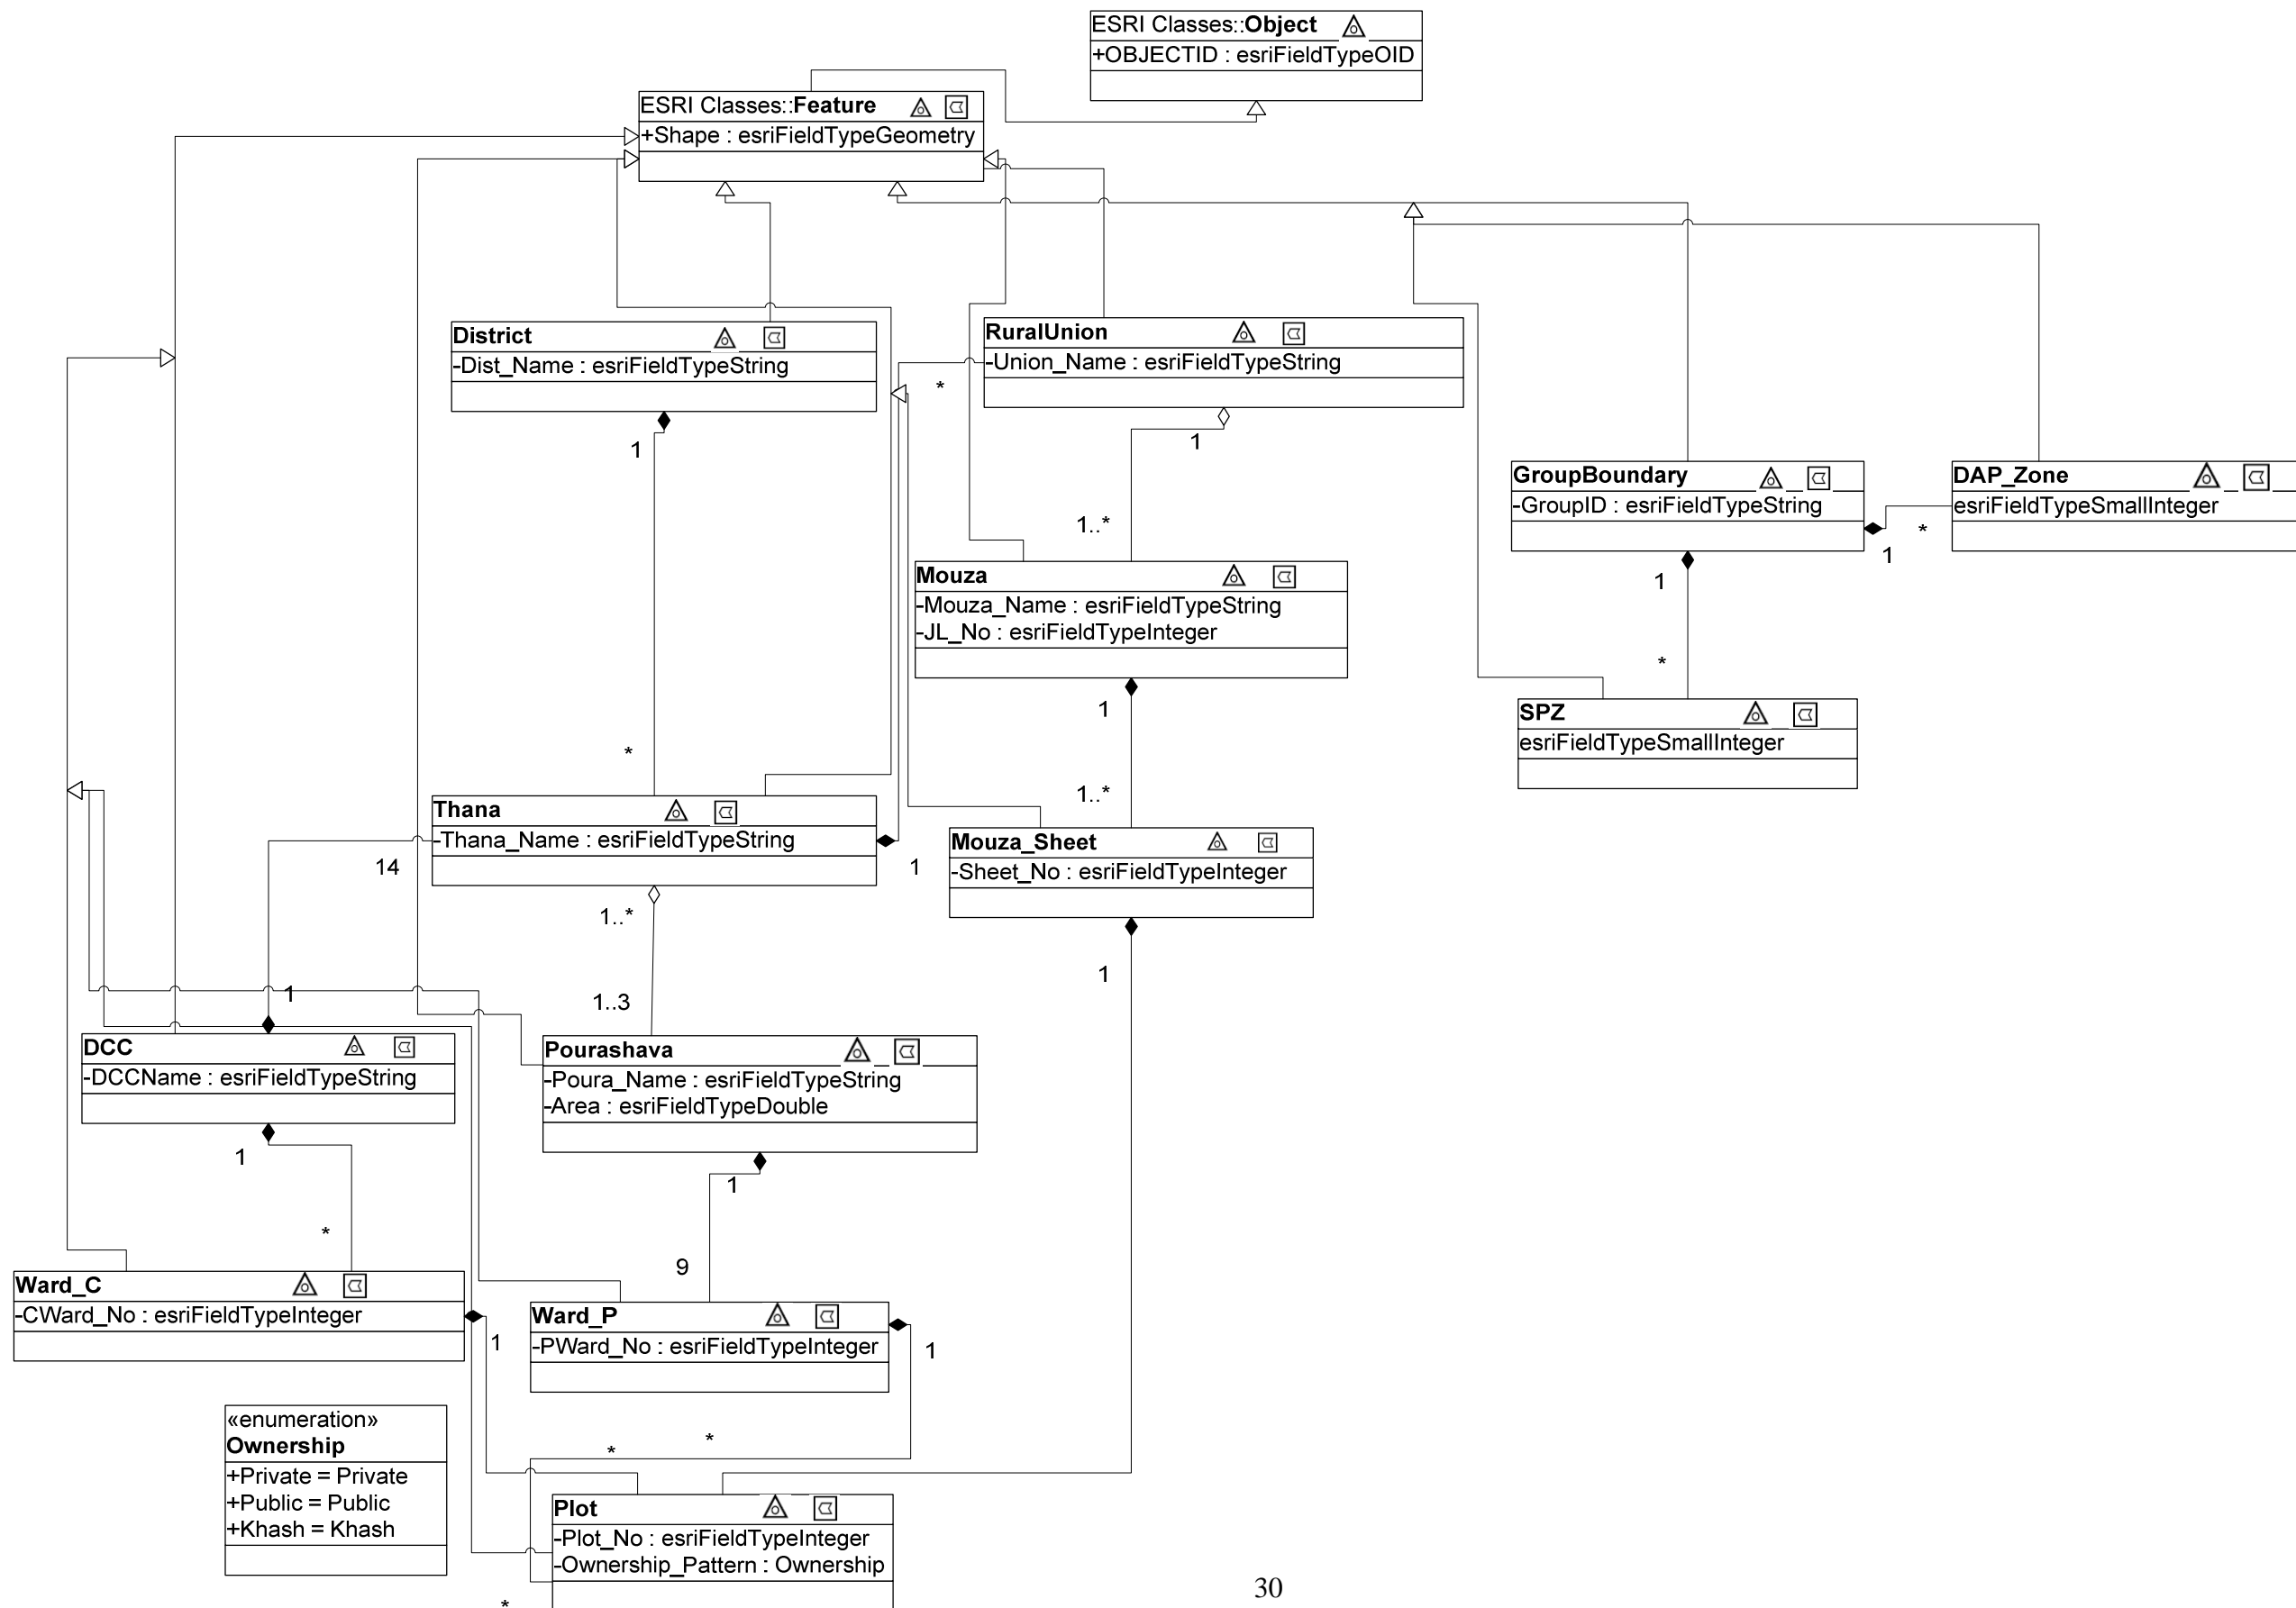 ESRI Classes::Object
+OBJECTID : esriFieldTypeOID
ESRI Classes::Feature
+Shape : esriFieldTypeGeometry
District
-Dist_Name : esriFieldTypeString
1
*
RuralUnion
-Union_Name : esriFieldTypeString
*
1
1..*
GroupBoundary
-GroupID : esriFieldTypeString
1
*
1
*
DAP_Zone
esriFieldTypeSmallInteger
Mouza
-Mouza_Name : esriFieldTypeString
-JL_No : esriFieldTypeInteger
1
1..*
SPZ
esriFieldTypeSmallInteger
Thana
-Thana_Name : esriFieldTypeString
14
1
1..*
1..3
Mouza_Sheet
-Sheet_No : esriFieldTypeInteger
1
1
DCC
-DCCName : esriFieldTypeString
1
*
Pourashava
-Poura_Name : esriFieldTypeString
-Area : esriFieldTypeDouble
1
9
Ward_C
-CWard_No : esriFieldTypeInteger
1
Ward_P
-PWard_No : esriFieldTypeInteger
1
«enumeration»
Ownership
+Private = Private
+Public = Public
+Khash = Khash
*
*
Plot
-Plot_No : esriFieldTypeInteger
-Ownership_Pattern : Ownership
*
30